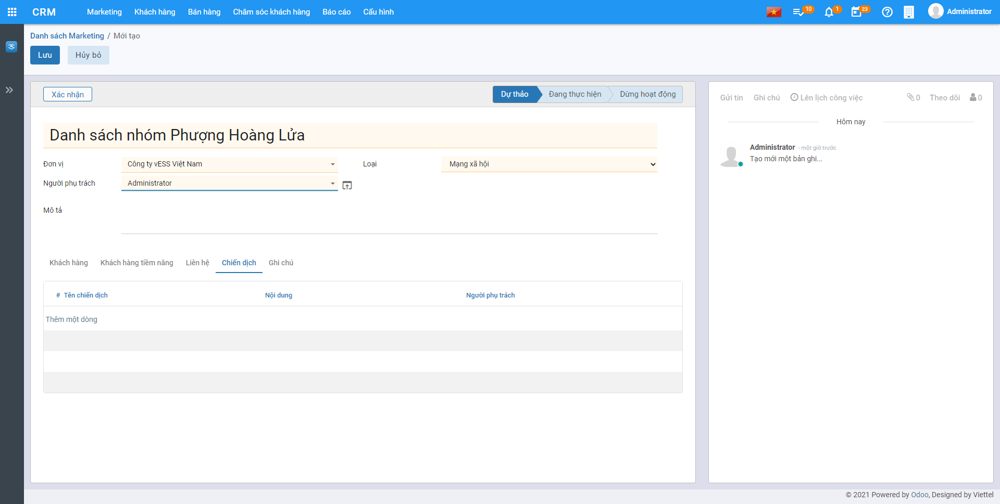 CRM Marketing Khách hàng Bán hàng Chăm sóc khách hàng Báo cáo Cấu hình 10 1 23 Administrator
Danh sách Marketing / Mới tạo
Lưu Hủy bỏ
Xác nhận Dự thảo Đang thực hiện Dừng hoạt động
Danh sách nhóm Phượng Hoàng Lửa
Đơn vị Công ty vESS Việt Nam Loại Mạng xã hội
Người phụ trách Administrator
Mô tả
Khách hàng Khách hàng tiềm năng Liên hệ Chiến dịch Ghi chú
# Tên chiến dịch Nội dung Người phụ trách
Thêm một dòng
Gửi tin Ghi chú Lên lịch công việc 0 Theo dõi 0
Hôm nay
Administrator - một giờ trước
Tạo mới một bản ghi...
© 2021 Powered by Odoo, Designed by Viettel